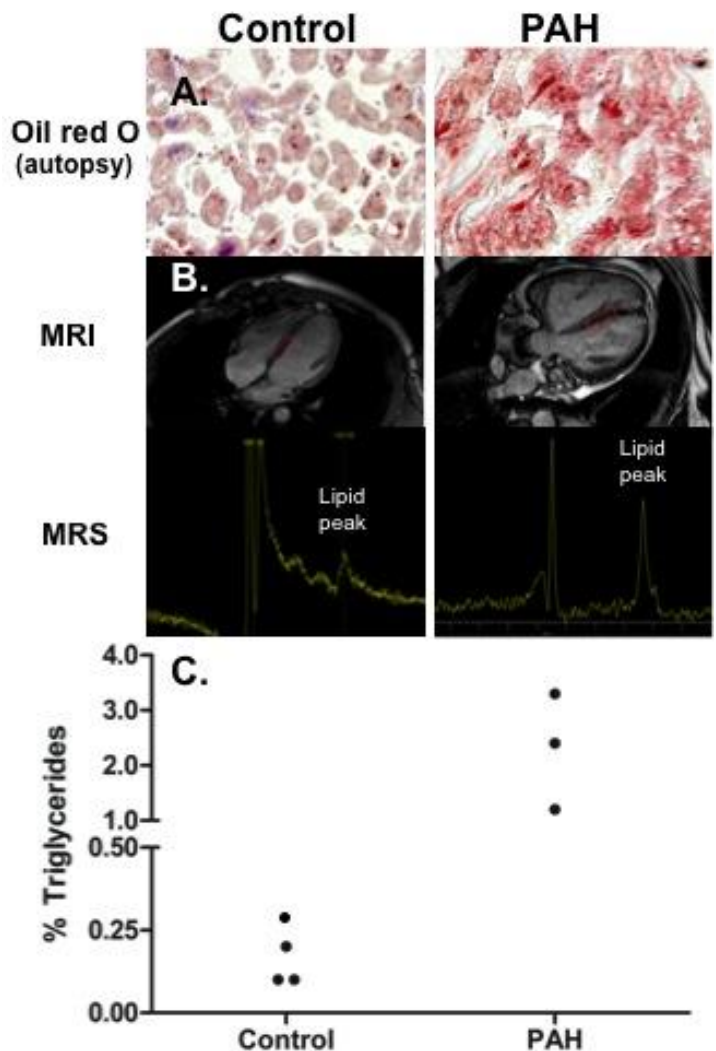 Control PAH
A.
Oil red O
(autopsy)
B.
MRI
Lipid
peak
Lipid
peak
MRS
C.
% Triglycerides
4.0
3.0
2.0
1.0
0.50
0.25
0.00
Control PAH